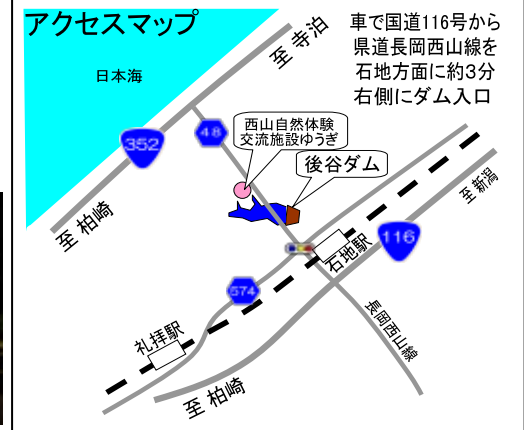 アクセスマップ
車で国道116号から
県道長岡西山線を
石地方面に約3分
右側にダム入口
至 寺泊
日本海
352
48
西山自然体験
交流施設ゆうぎ
後谷ダム
至 柏崎
至 新潟
116
石地駅
574
礼拝駅
長岡西山線
至 柏崎